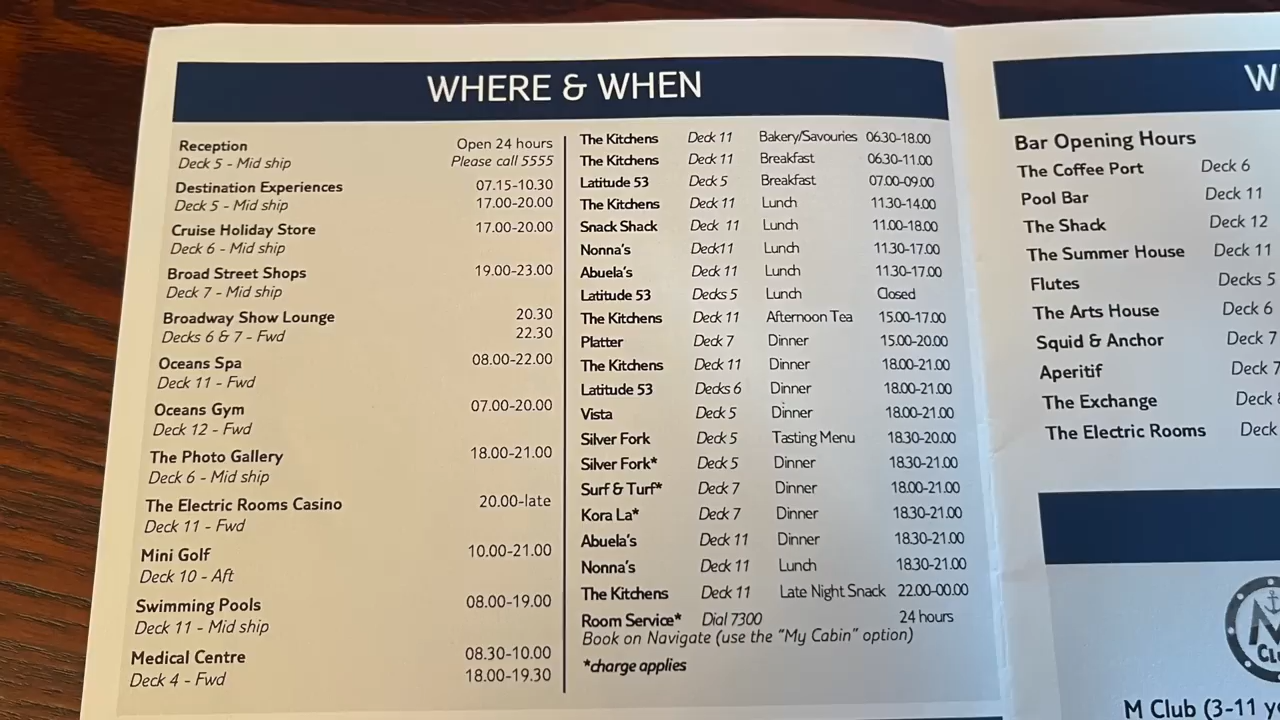 WHERE & WHEN
Reception Open 24 hours
Deck 5 - Mid ship Please call 5555
Destination Experiences 07.15-10.30
Deck 5 - Mid ship 17.00-20.00
Cruise Holiday Store 17.00-20.00
Deck 6 - Mid ship
Broad Street Shops 19.00-23.00
Deck 7 - Mid ship
Broadway Show Lounge 20.30
Decks 6 & 7 - Fwd 22.30
Oceans Spa 08.00-22.00
Deck 11 - Fwd
Oceans Gym 07.00-20.00
Deck 12 - Fwd
The Photo Gallery 18.00-21.00
Deck 6 - Mid ship
The Electric Rooms Casino 20.00-late
Deck 11 - Fwd
Mini Golf 10.00-21.00
Deck 10 - Aft
Swimming Pools 08.00-19.00
Deck 11 - Mid ship
Medical Centre 08.30-10.00
Deck 4 - Fwd 18.00-19.30
The Kitchens Deck 11 Bakery/Savouries 06.30-18.00
The Kitchens Deck 11 Breakfast 06.30-11.00
Latitude 53 Deck 5 Breakfast 07.00-09.00
The Kitchens Deck 11 Lunch 11.30-14.00
Snack Shack Deck 11 Lunch 11.00-18.00
Nonna's Deck11 Lunch 11.30-17.00
Abuela's Deck 11 Lunch 11.30-17.00
Latitude 53 Decks 5 Lunch Closed
The Kitchens Deck 11 Afternoon Tea 15.00-17.00
Platter Deck 7 Dinner 15.00-20.00
The Kitchens Deck 11 Dinner 18.00-21.00
Latitude 53 Decks 6 Dinner 18.00-21.00
Vista Deck 5 Dinner 18.00-21.00
Silver Fork Deck 5 Tasting Menu 18.30-20.00
Silver Fork* Deck 5 Dinner 18.30-21.00
Surf & Turf* Deck 7 Dinner 18.00-21.00
Kora La* Deck 7 Dinner 18.30-21.00
Abuela's Deck 11 Dinner 18.30-21.00
Nonna's Deck 11 Lunch 18.30-21.00
The Kitchens Deck 11 Late Night Snack 22.00-00.00
Room Service* Dial 7300 24 hours
Book on Navigate (use the "My Cabin" option)
*charge applies
W
Bar Opening Hours
The Coffee Port Deck 6
Pool Bar Deck 11
The Shack Deck 12
The Summer House Deck 11
Flutes Decks 5
The Arts House Deck 6
Squid & Anchor Deck 7
Aperitif Deck 7
The Exchange Deck
The Electric Rooms Deck
M
CLU
M Club (3-11 y